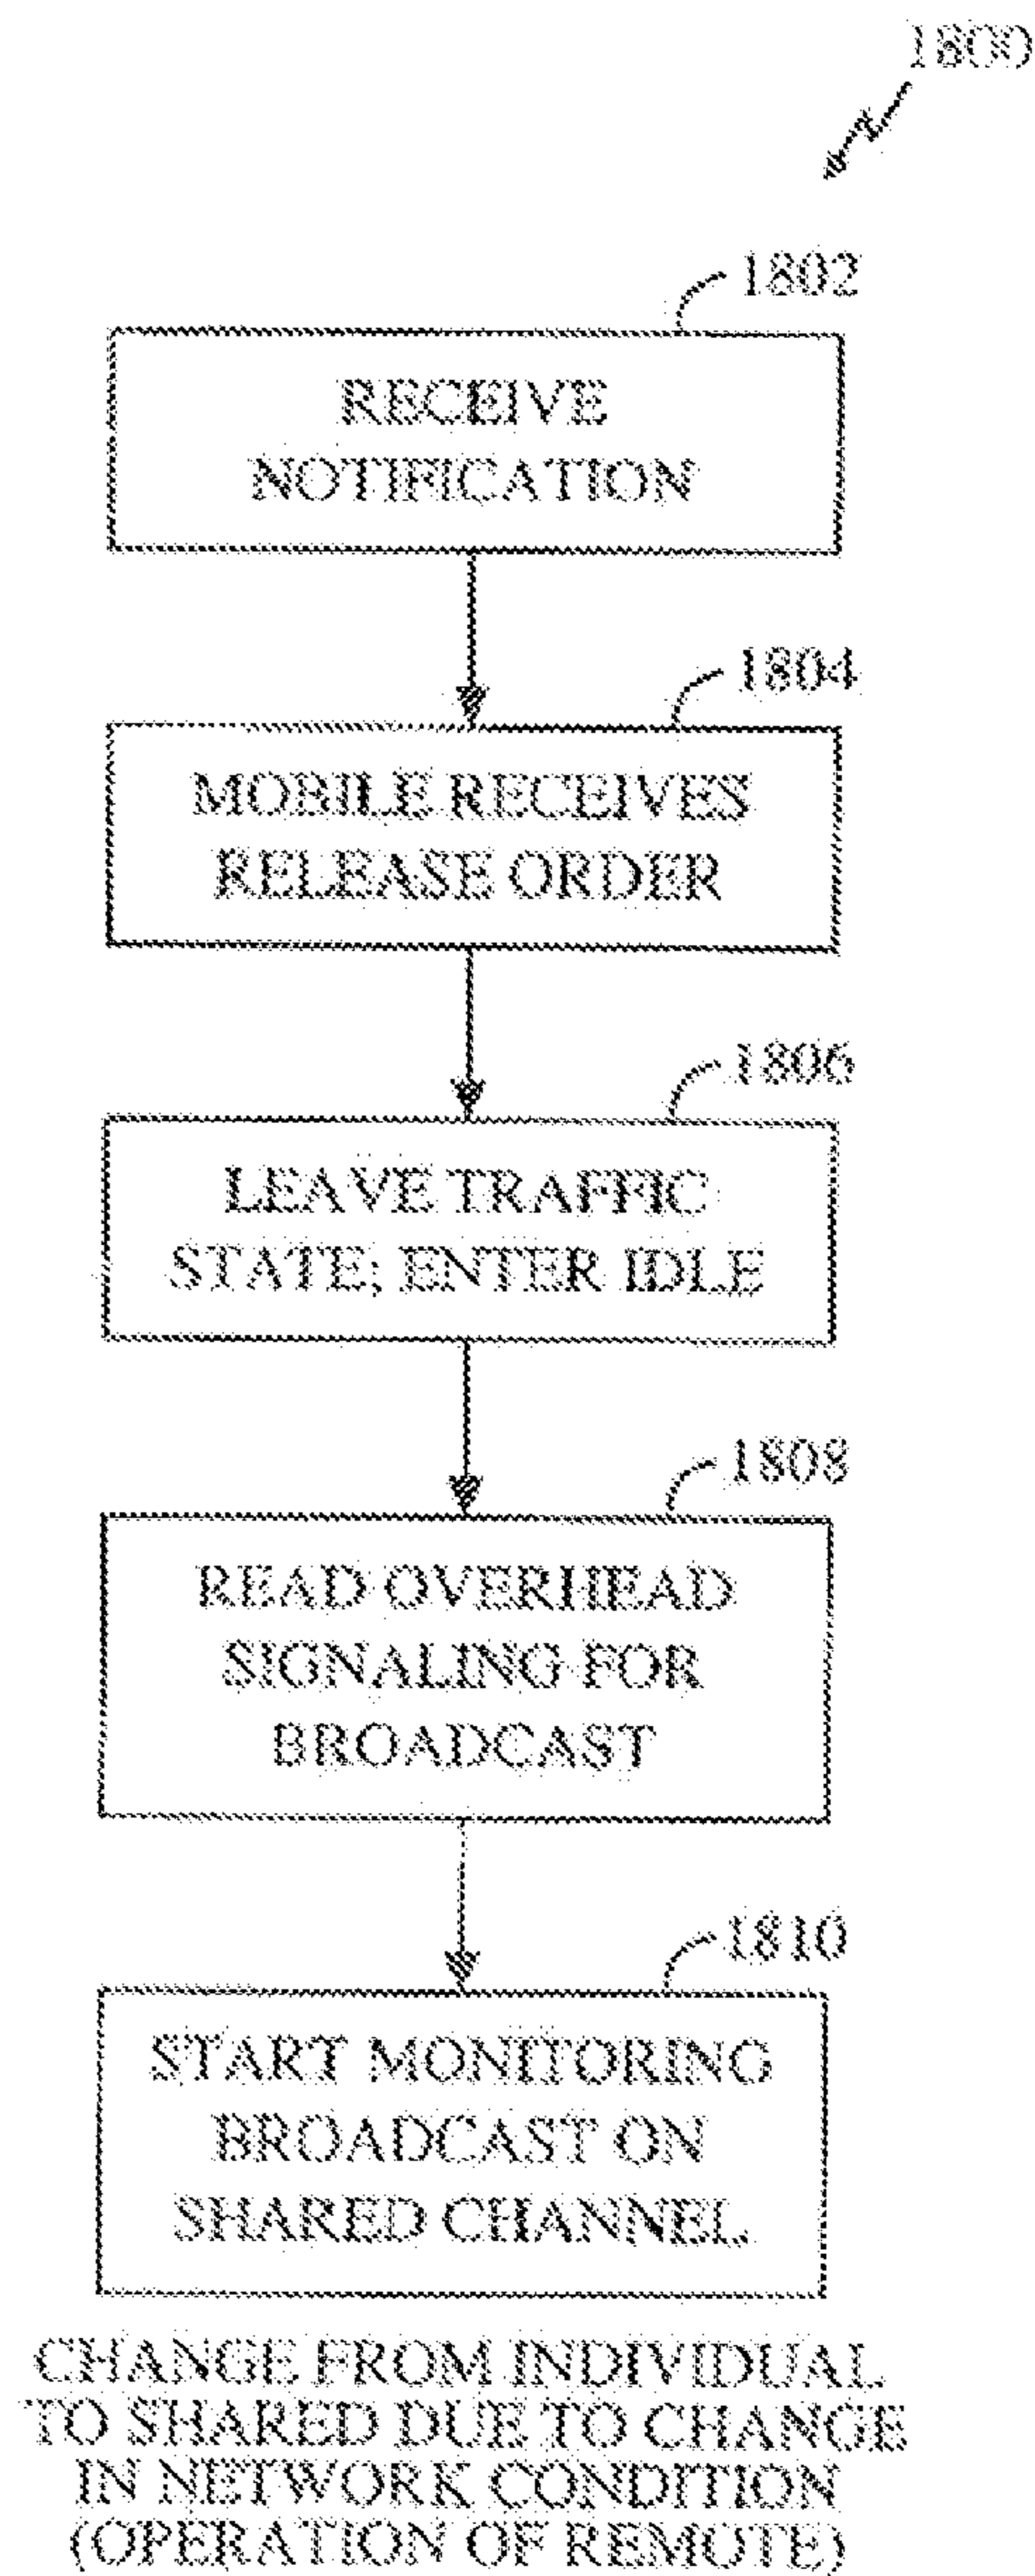 1800
1802
RECEIVE
NOTIFICATION
1804
MOBILE RECEIVES
RELEASE ORDER
1806
LEAVE TRAFFIC
STATE; ENTER IDLE
1808
READ OVERHEAD
SIGNALING FOR
BROADCAST
1810
START MONITORING
BROADCAST ON
SHARED CHANNEL
CHANGE FROM INDIVIDUAL
TO SHARED DUE TO CHANGE
IN NETWORK CONDITION
(OPERATION OF REMOTE)